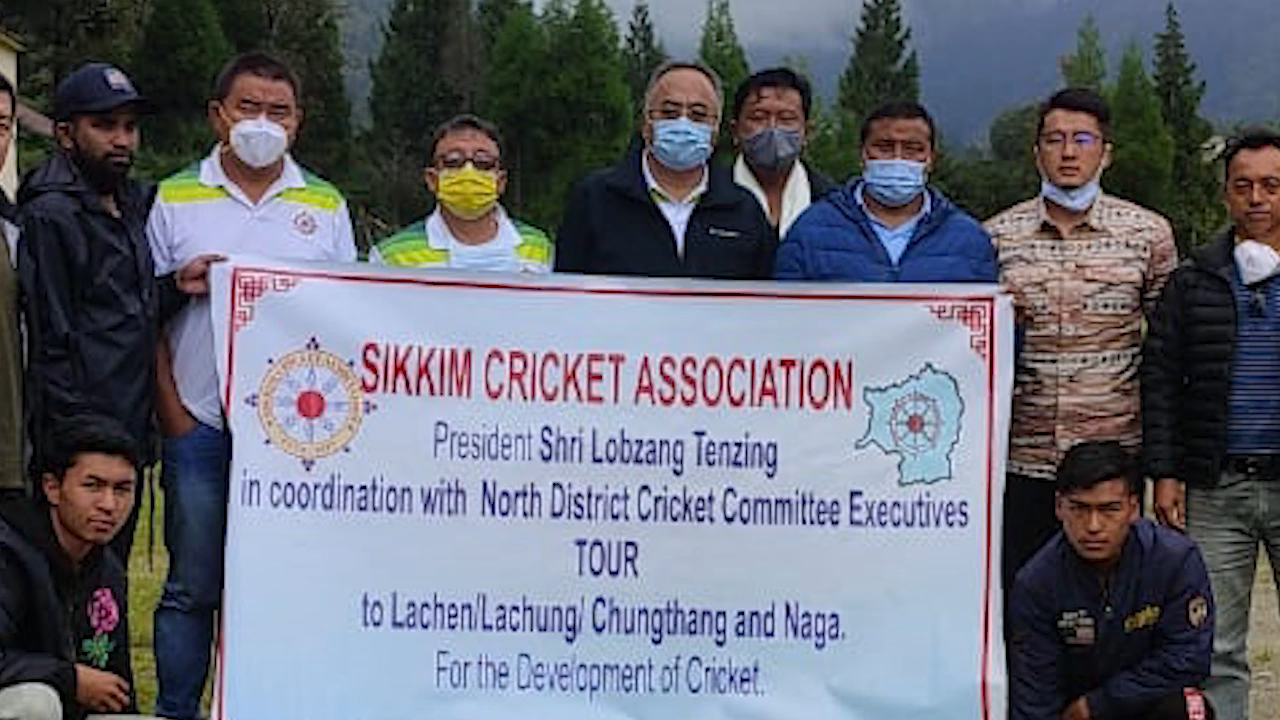 SIKKIM CRICKET ASSOCIATION
President Shri Lobzang Tenzing
in coordination with North District Cricket Committee Executives
TOUR
to Lachen/Lachung/ Chungthang and Naga.
For the Development of Cricket.